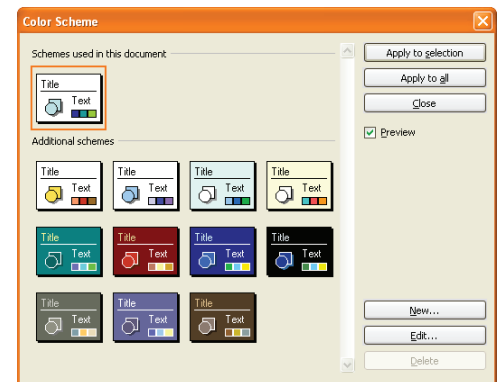 Color Scheme
Schemes used in this document
Title
Text
Additional schemes
Title
Text
Title
Text
Title
Text
Title
Text
Title
Text
Title
Text
Title
Text
Title
Text
Title
Text
Title
Text
Title
Text
Apply to selection
Apply to all
Close
Preview
New...
Edit...
Delete